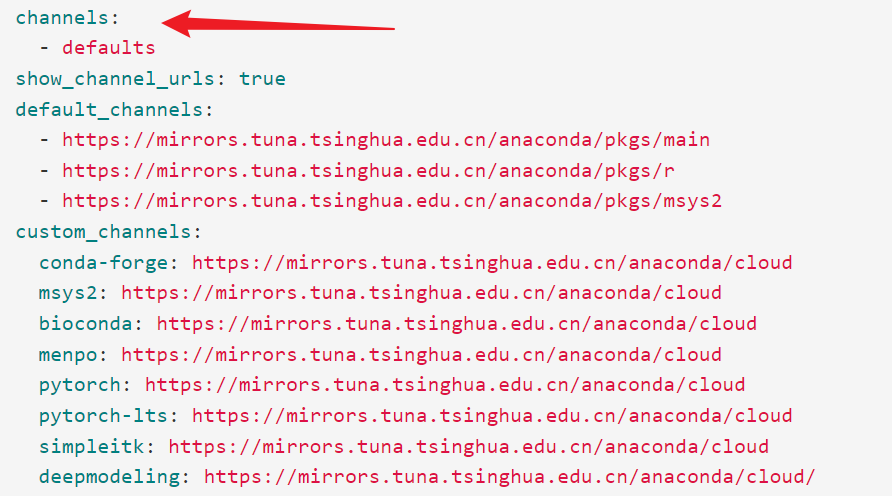 channels:
  - defaults
show_channel_urls: true
default_channels:
  - https://mirrors.tuna.tsinghua.edu.cn/anaconda/pkgs/main
  - https://mirrors.tuna.tsinghua.edu.cn/anaconda/pkgs/r
  - https://mirrors.tuna.tsinghua.edu.cn/anaconda/pkgs/msys2
custom_channels:
  conda-forge: https://mirrors.tuna.tsinghua.edu.cn/anaconda/cloud
  msys2: https://mirrors.tuna.tsinghua.edu.cn/anaconda/cloud
  bioconda: https://mirrors.tuna.tsinghua.edu.cn/anaconda/cloud
  menpo: https://mirrors.tuna.tsinghua.edu.cn/anaconda/cloud
  pytorch: https://mirrors.tuna.tsinghua.edu.cn/anaconda/cloud
  pytorch-lts: https://mirrors.tuna.tsinghua.edu.cn/anaconda/cloud
  simpleitk: https://mirrors.tuna.tsinghua.edu.cn/anaconda/cloud
  deepmodeling: https://mirrors.tuna.tsinghua.edu.cn/anaconda/cloud/